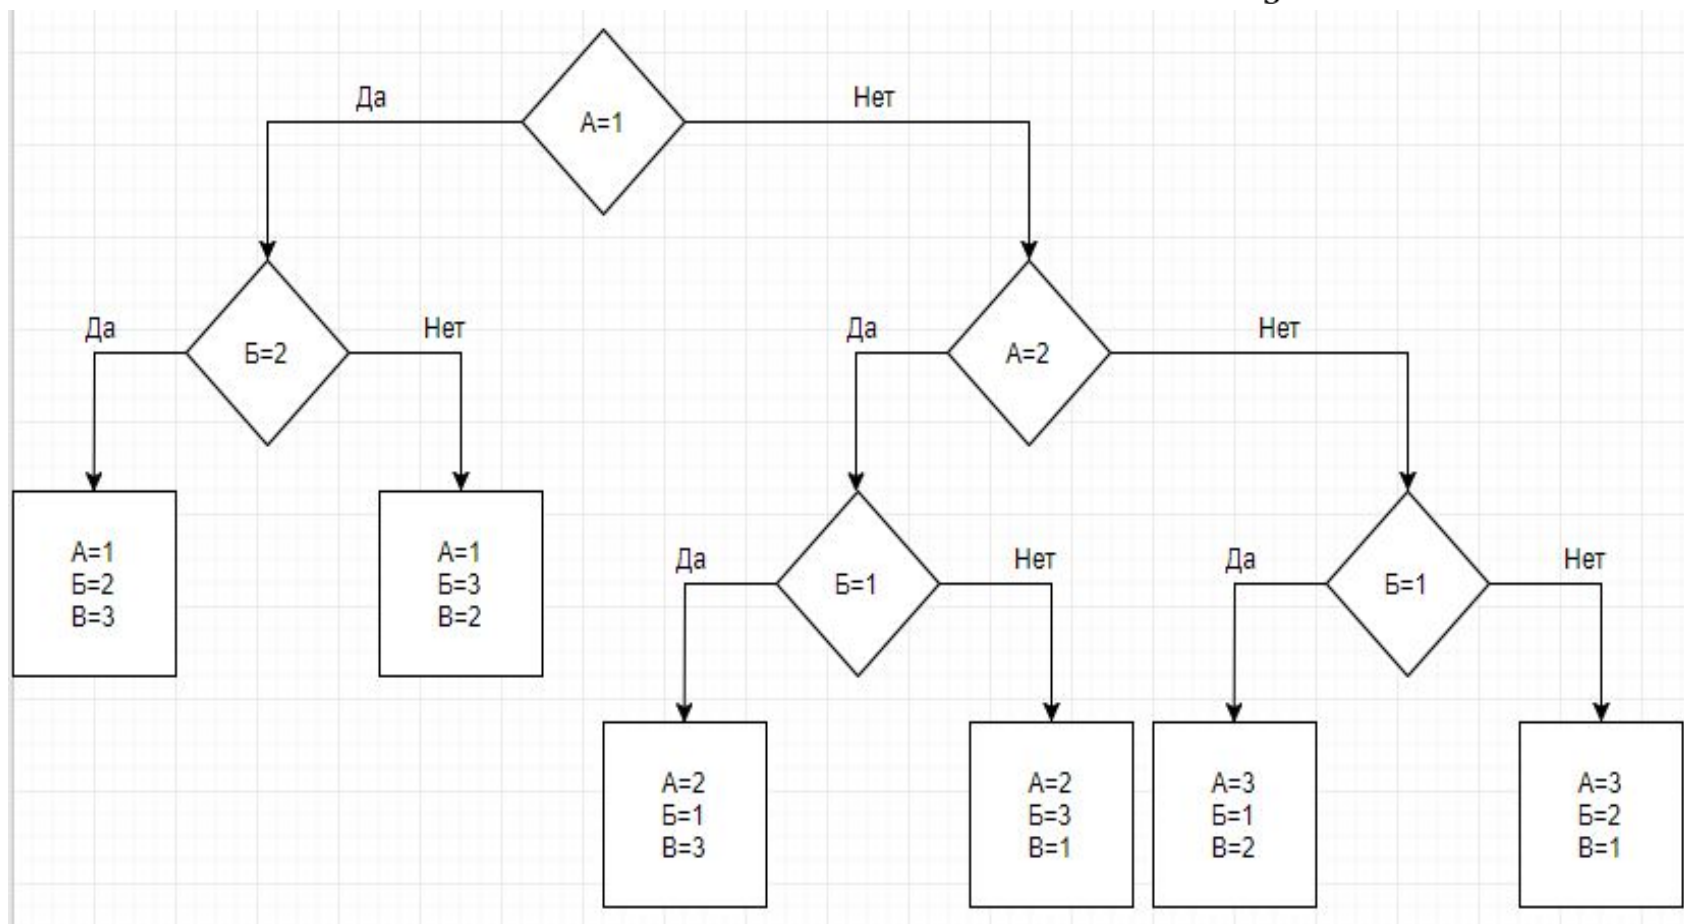 Да
Нет
А=1
Да
Нет
Да
Нет
Б=2
А=2
А=1
Б=2
В=3
А=1
Б=3
В=2
Да
Нет
Да
Нет
Б=1
Б=1
А=2
Б=1
В=3
А=2
Б=3
В=1
А=3
Б=1
В=2
А=3
Б=2
В=1